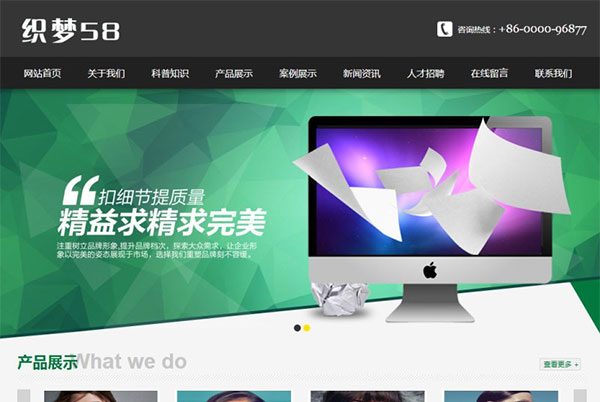 织梦58
咨询热线：+86-0000-96877
网站首页 关于我们 科普知识 产品展示 案例展示 新闻资讯 人才招聘 在线留言 联系我们
扣细节提质量
精益求精求完美
注重树立品牌形象,提升品牌档次，探索大众需求，让企业形
象以完美的姿态展现于市场，选择我们重塑品牌刻不容缓。
产品展示 What we do
查看更多 +